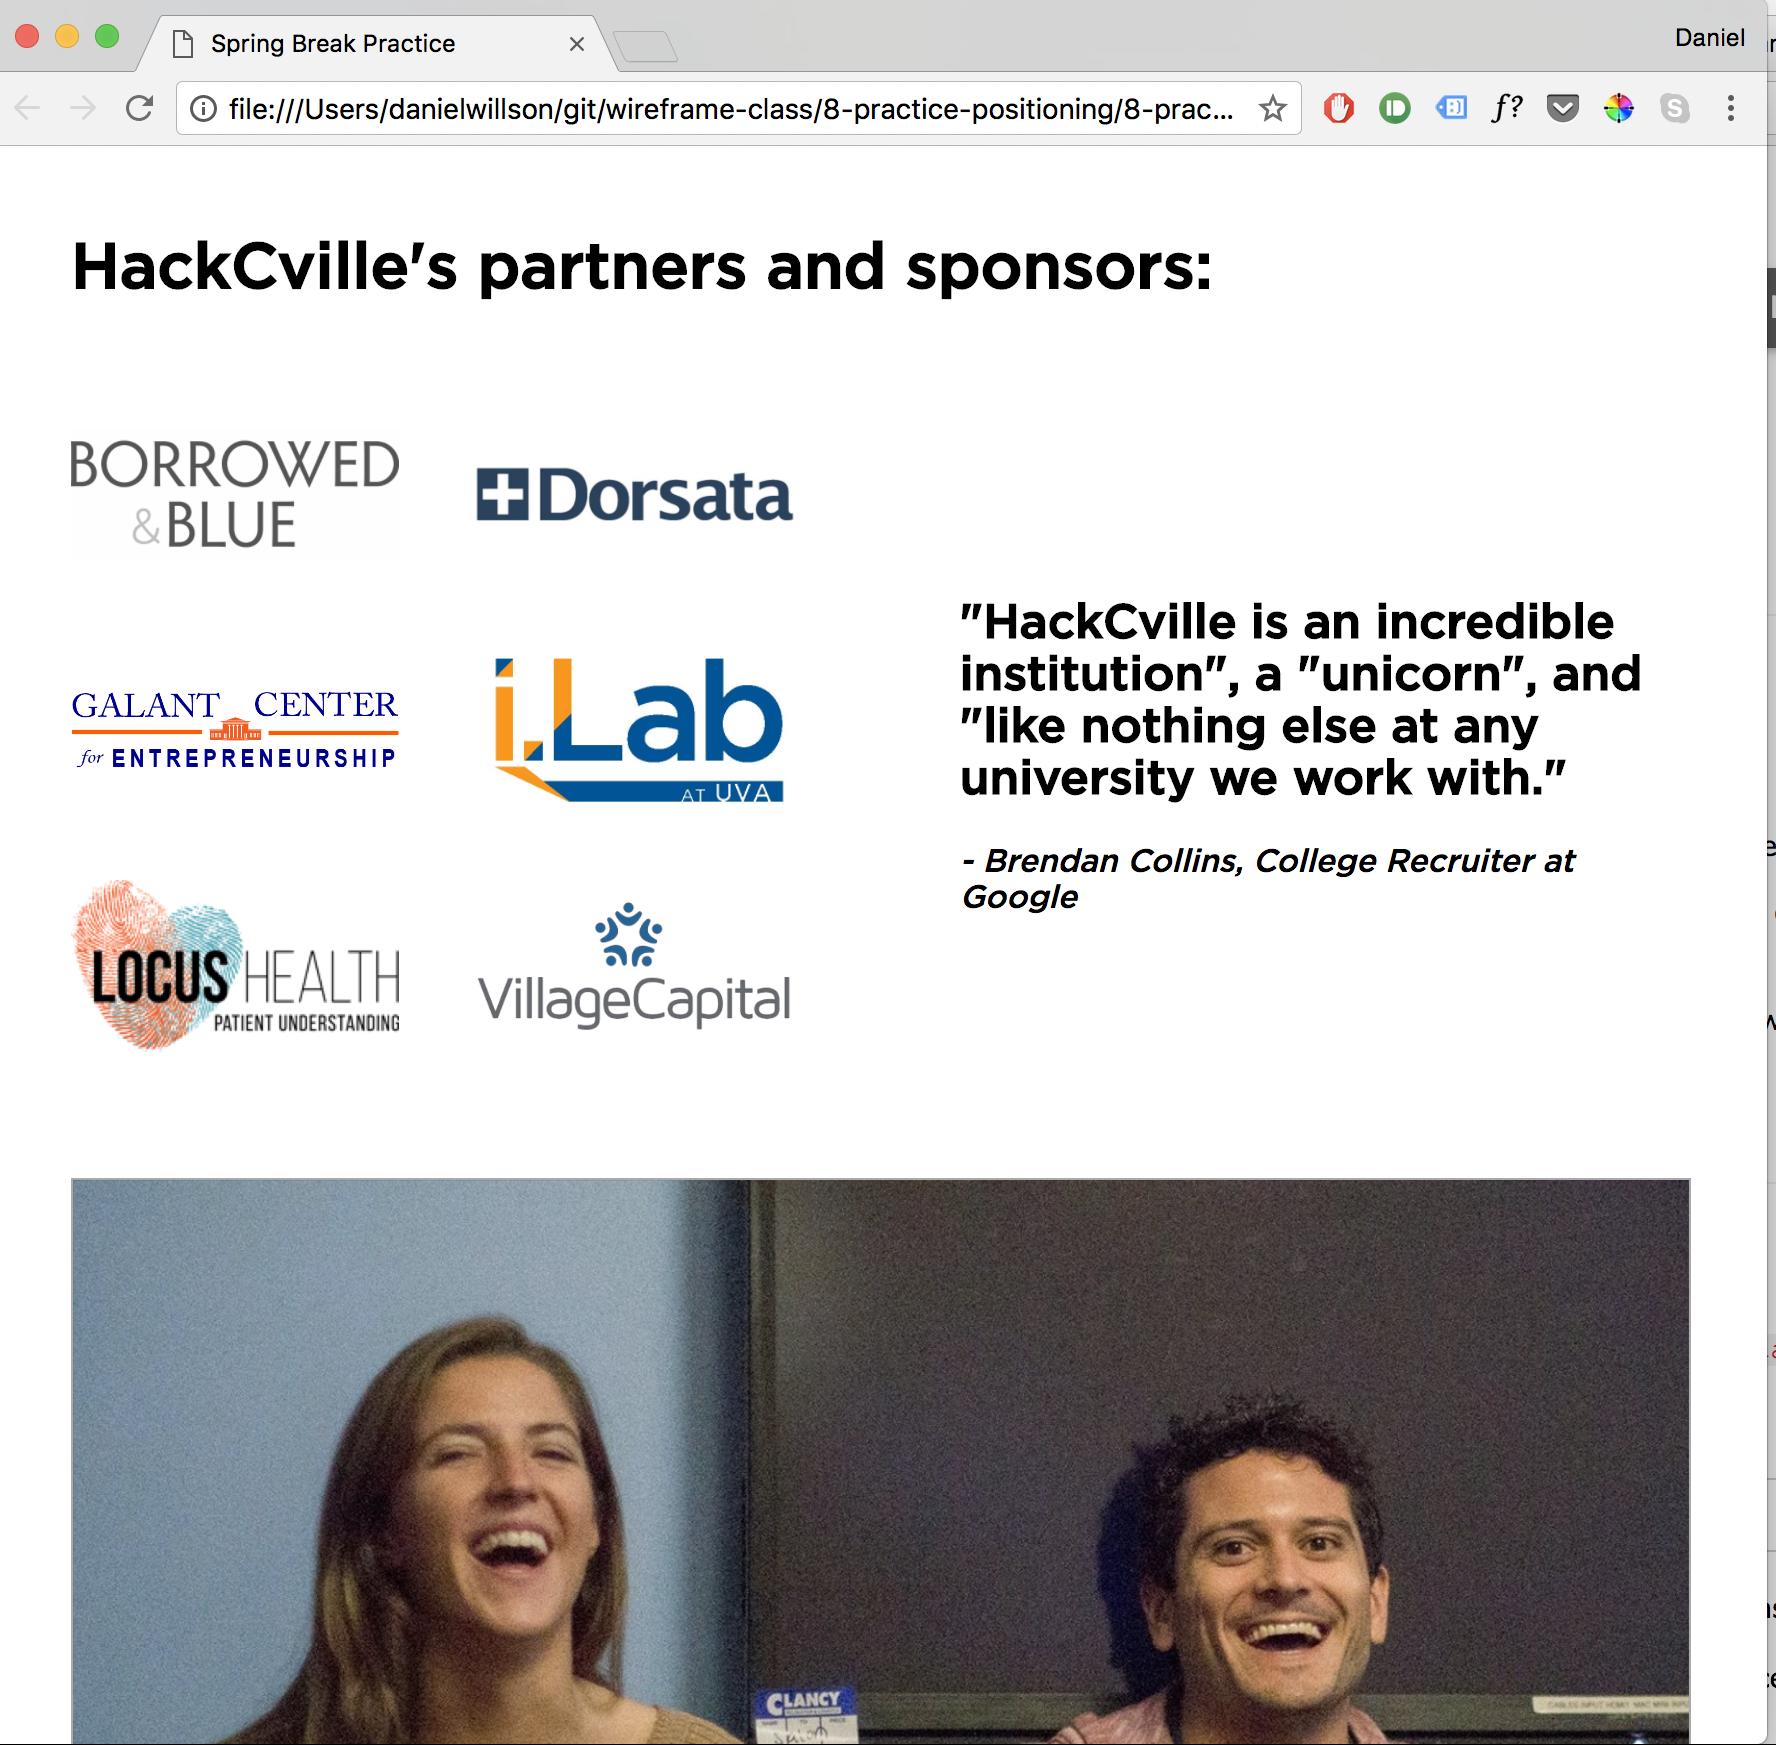 Spring Break Practice
Daniel
file:///Users/danielwillson/git/wireframe-class/8-practice-positioning/8-prac...
f?
HackCville's partners and sponsors:
BORROWED
&BLUE
Dorsata
GALANT CENTER
for ENTREPRENEURSHIP
i.Lab
AT UVA
"HackCville is an incredible
institution", a "unicorn", and
"like nothing else at any
university we work with."
- Brendan Collins, College Recruiter at
Google
LOCUS HEALTH
PATIENT UNDERSTANDING
VillageCapital
CLANCY